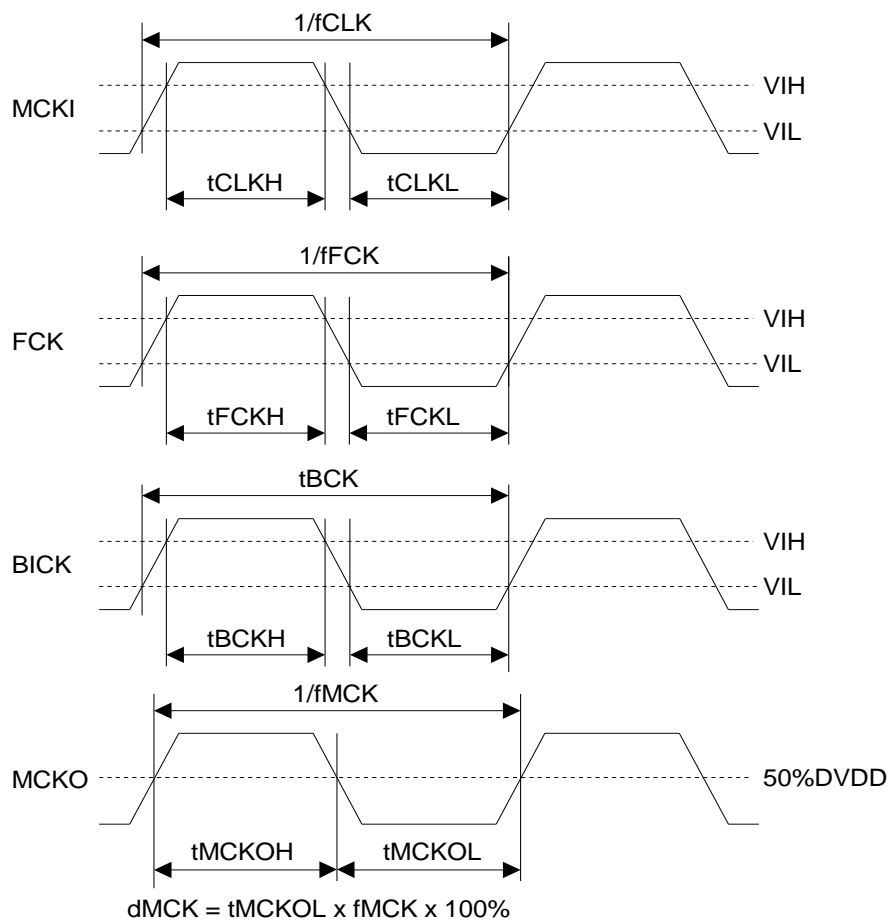 1/fCLK
MCKI
VIH
VIL
tCLKH
tCLKL
1/fFCK
FCK
VIH
VIL
tFCKH
tFCKL
tBCK
BICK
VIH
VIL
tBCKH
tBCKL
1/fMCK
MCKO
50%DVDD
tMCKOH
tMCKOL
dMCK = tMCKOL x fMCK x 100%